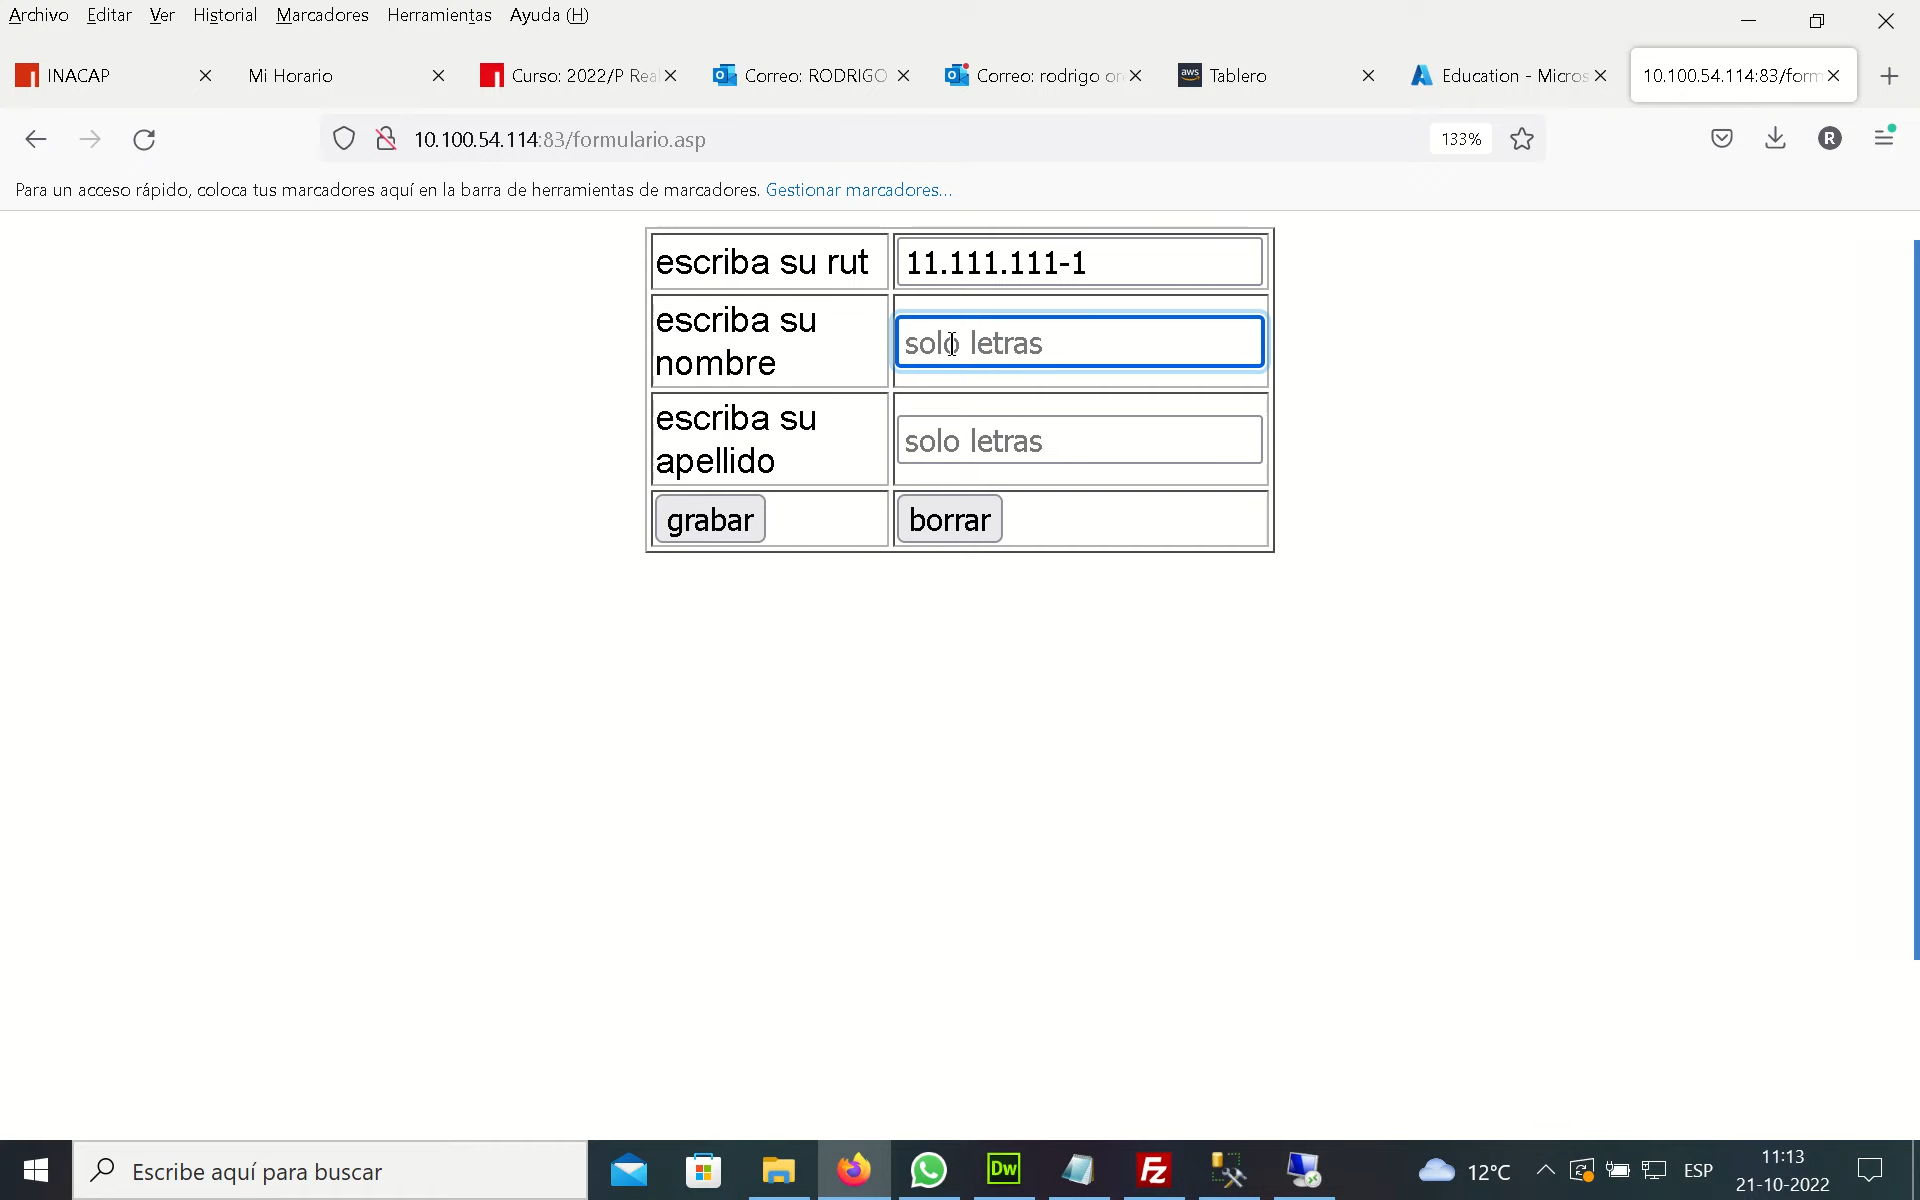 Archivo Editar Ver Historial Marcadores Herramientas Ayuda (H)
INACAP
Mi Horario
Curso: 2022/P Rea
Correo: RODRIGO
Correo: rodrigo or
aws Tablero
Education - Micros
10.100.54.114:83/form
10.100.54.114:83/formulario.asp
133%
R
Para un acceso rápido, coloca tus marcadores aquí en la barra de herramientas de marcadores. Gestionar marcadores...
escriba su rut
11.111.111-1
escriba su
nombre
solo letras
escriba su
apellido
solo letras
grabar
borrar
Escribe aquí para buscar
Dw
Fz
12°C
ESP
11:13
21-10-2022